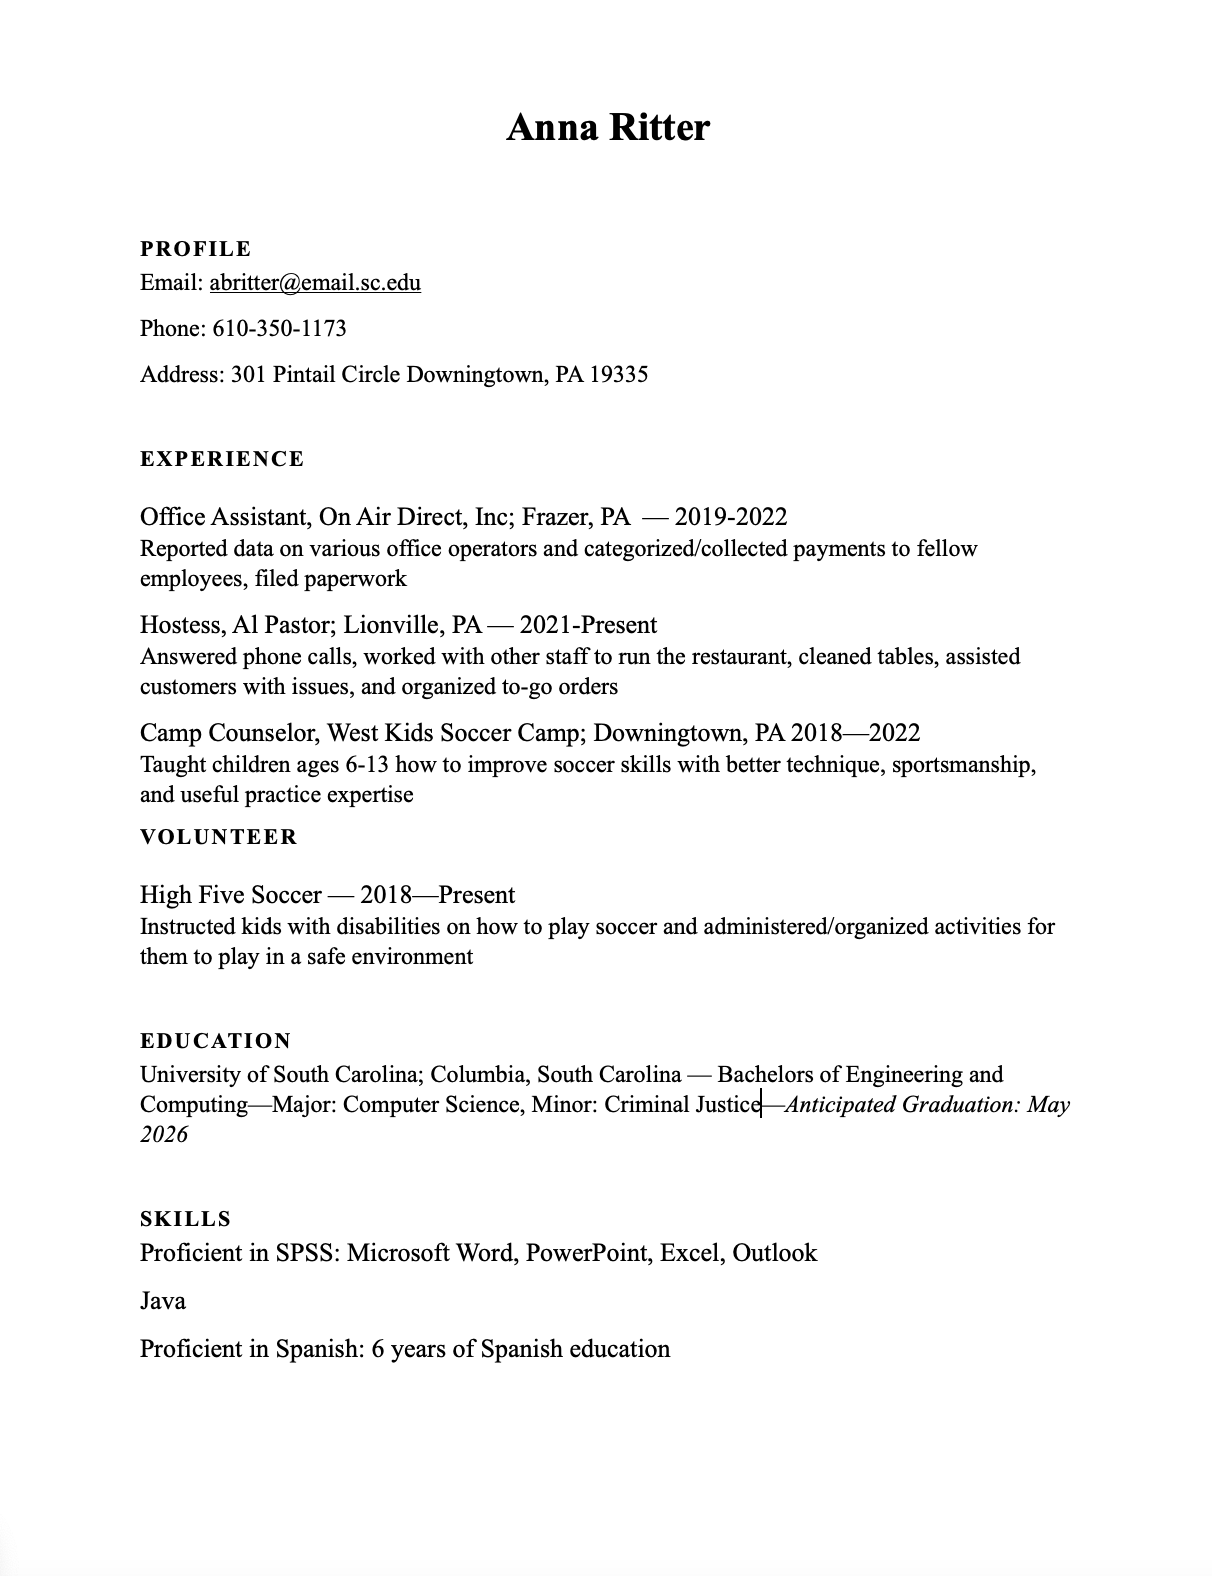 Anna Ritter
PROFILE
Email: abritter@email.sc.edu
Phone: 610-350-1173
Address: 301 Pintail Circle Downingtown, PA 19335
EXPERIENCE
Office Assistant, On Air Direct, Inc; Frazer, PA — 2019-2022
Reported data on various office operators and categorized/collected payments to fellow
employees, filed paperwork
Hostess, Al Pastor; Lionville, PA — 2021-Present
Answered phone calls, worked with other staff to run the restaurant, cleaned tables, assisted
customers with issues, and organized to-go orders
Camp Counselor, West Kids Soccer Camp; Downingtown, PA 2018—2022
Taught children ages 6-13 how to improve soccer skills with better technique, sportsmanship,
and useful practice expertise
VOLUNTEER
High Five Soccer — 2018—Present
Instructed kids with disabilities on how to play soccer and administered/organized activities for
them to play in a safe environment
EDUCATION
University of South Carolina; Columbia, South Carolina — Bachelors of Engineering and
Computing—Major: Computer Science, Minor: Criminal Justice—Anticipated Graduation: May
2026
SKILLS
Proficient in SPSS: Microsoft Word, PowerPoint, Excel, Outlook
Java
Proficient in Spanish: 6 years of Spanish education